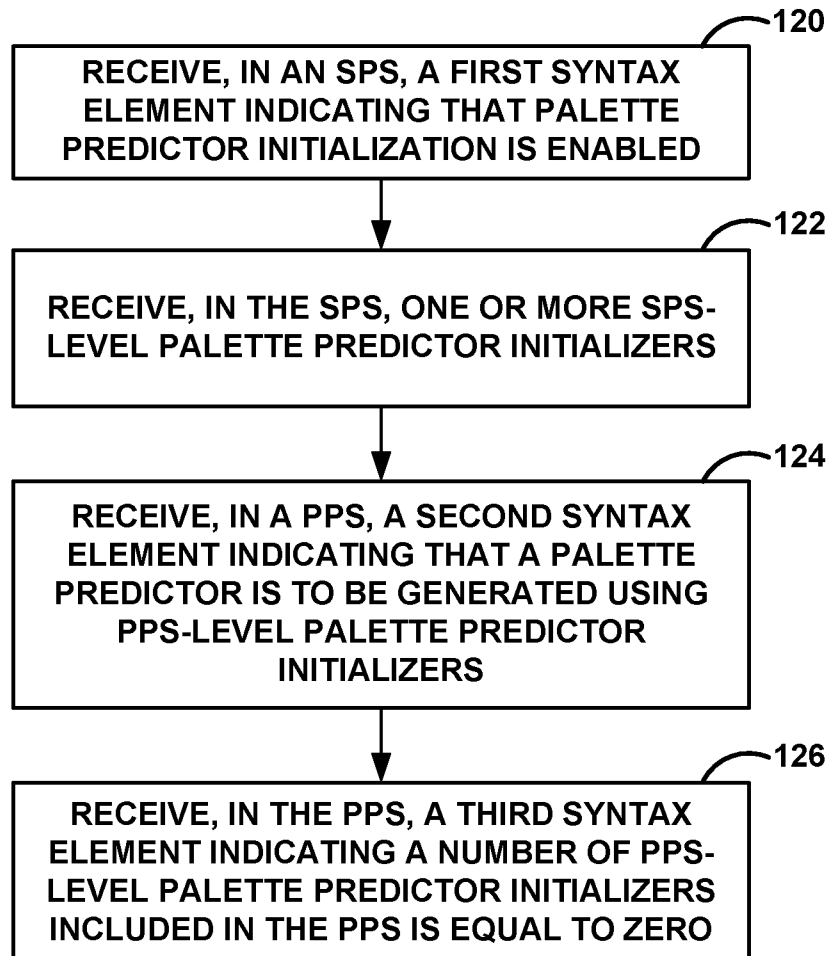 120
RECEIVE, IN AN SPS, A FIRST SYNTAX
ELEMENT INDICATING THAT PALETTE
PREDICTOR INITIALIZATION IS ENABLED
122
RECEIVE, IN THE SPS, ONE OR MORE SPS-
LEVEL PALETTE PREDICTOR INITIALIZERS
124
RECEIVE, IN A PPS, A SECOND SYNTAX
ELEMENT INDICATING THAT A PALETTE
PREDICTOR IS TO BE GENERATED USING
PPS-LEVEL PALETTE PREDICTOR
INITIALIZERS
126
RECEIVE, IN THE PPS, A THIRD SYNTAX
ELEMENT INDICATING A NUMBER OF PPS-
LEVEL PALETTE PREDICTOR INITIALIZERS
INCLUDED IN THE PPS IS EQUAL TO ZERO